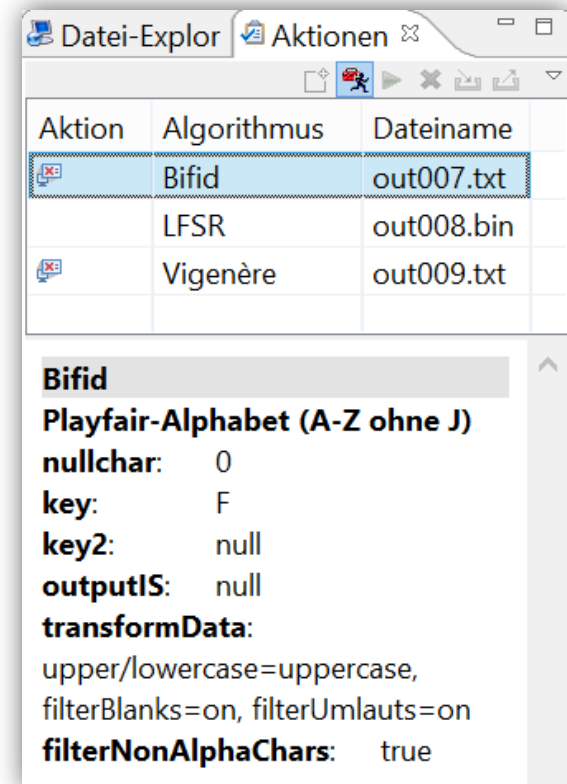 Datei-Explor Aktionen
Aktion Algorithmus Dateiname
Bifid out007.txt
LFSR out008.bin
Vigenère out009.txt
Bifid
Playfair-Alphabet (A-Z ohne J)
nullchar: 0
key: F
key2: null
outputIS: null
transformData:
upper/lowercase=uppercase,
filterBlanks=on, filterUmlauts=on
filterNonAlphaChars: true